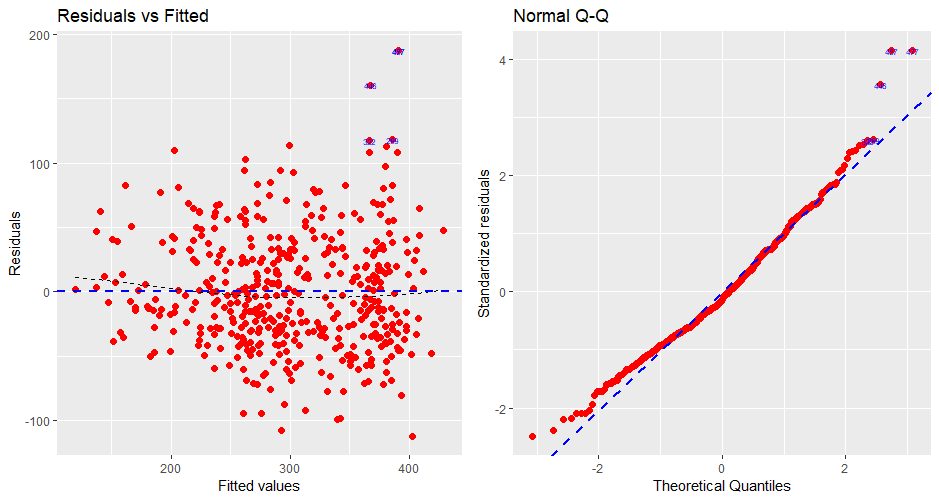 Residuals vs Fitted
Residuals
200
100
0
-100
200
300
400
Fitted values
Normal Q-Q
Standardized residuals
4
2
0
-2
-2
0
2
Theoretical Quantiles